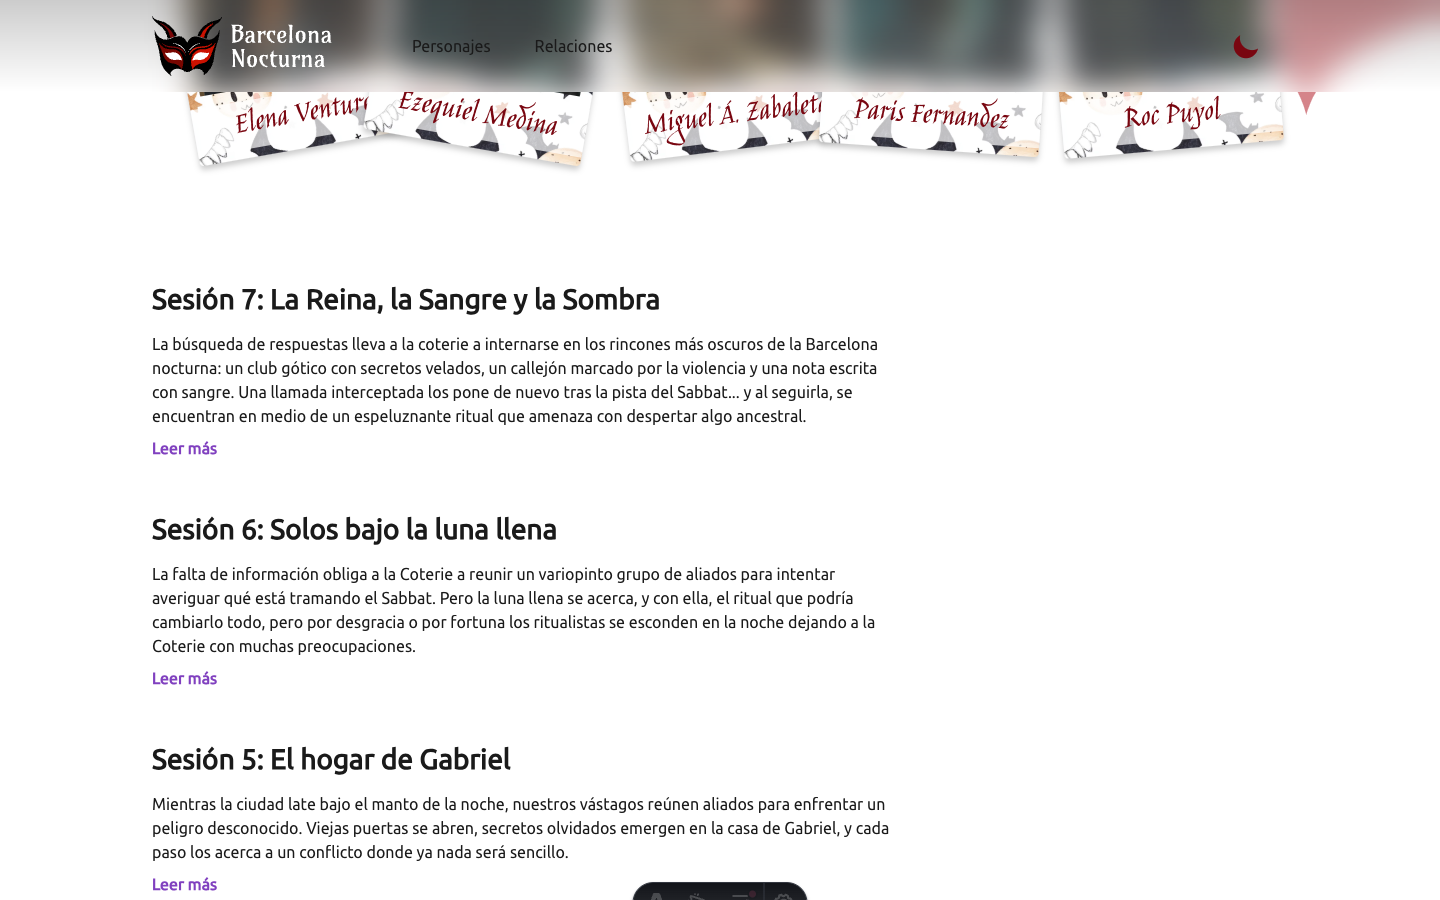 Barcelona
Nocturna
Personajes
Relaciones
Elena Ventura
Ezequiel Medina
Miguel Á. Zabaleta
Paris Fernandez
Roc Puyol
Sesión 7: La Reina, la Sangre y la Sombra
La búsqueda de respuestas lleva a la coterie a internarse en los rincones más oscuros de la Barcelona
nocturna: un club gótico con secretos velados, un callejón marcado por la violencia y una nota escrita
con sangre. Una llamada interceptada los pone de nuevo tras la pista del Sabbat... y al seguirla, se
encuentran en medio de un espeluznante ritual que amenaza con despertar algo ancestral.
Leer más
Sesión 6: Solos bajo la luna llena
La falta de información obliga a la Coterie a reunir un variopinto grupo de aliados para intentar
averiguar qué está tramando el Sabbat. Pero la luna llena se acerca, y con ella, el ritual que podría
cambiarlo todo, pero por desgracia o por fortuna los ritualistas se esconden en la noche dejando a la
Coterie con muchas preocupaciones.
Leer más
Sesión 5: El hogar de Gabriel
Mientras la ciudad late bajo el manto de la noche, nuestros vástagos reúnen aliados para enfrentar un
peligro desconocido. Viejas puertas se abren, secretos olvidados emergen en la casa de Gabriel, y cada
paso los acerca a un conflicto donde ya nada será sencillo.
Leer más